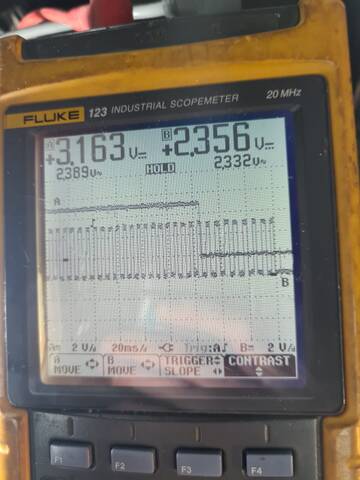 FLUKE 123 INDUSTRIAL SCOPEMETER 20 MHz
A +3.163 V B +2.356 V
2.389 V~ 2.332 V~
HOLD
A
B
2 V/ 20ms/ Trig:A B= 2 V/
A MOVE B MOVE TRIGGER SLOPE CONTRAST
F1 F2 F3 F4